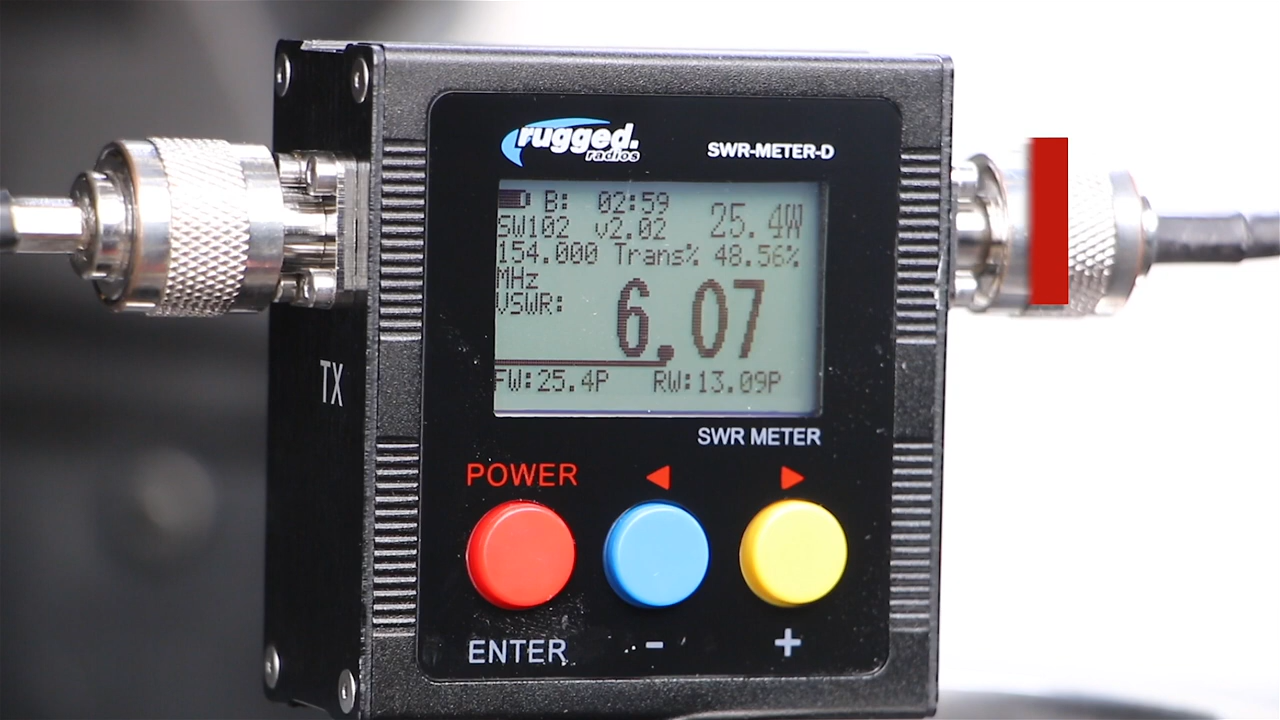 rugged.
radios
SWR-METER-D
B: 02:59
25.4W
SW102 v2.02
154.000 Trans% 48.56%
MHz
VSWR: 6.07
FW:25.4P RW:13.09P
SWR METER
TX
POWER ◀ ▶
ENTER - +